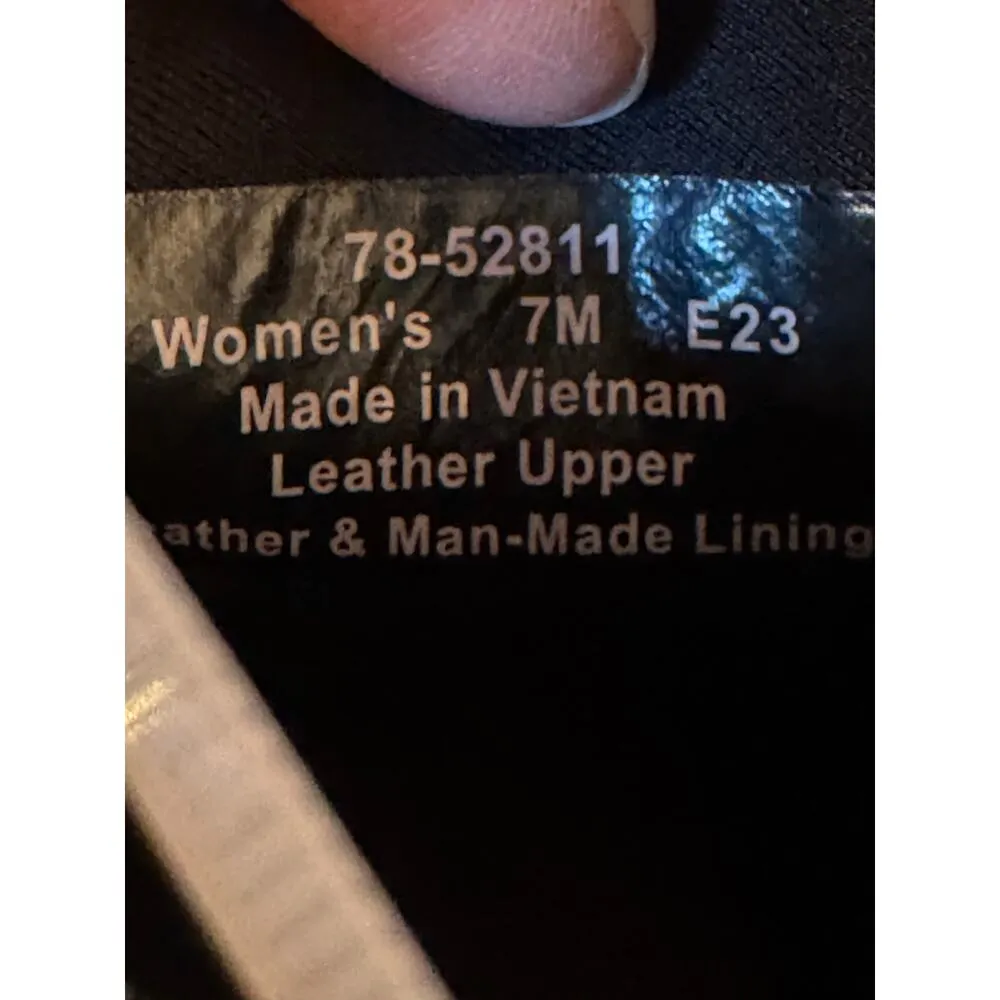 78-52811
Women's 7M E23
Made in Vietnam
Leather Upper
& Man-Made Lining